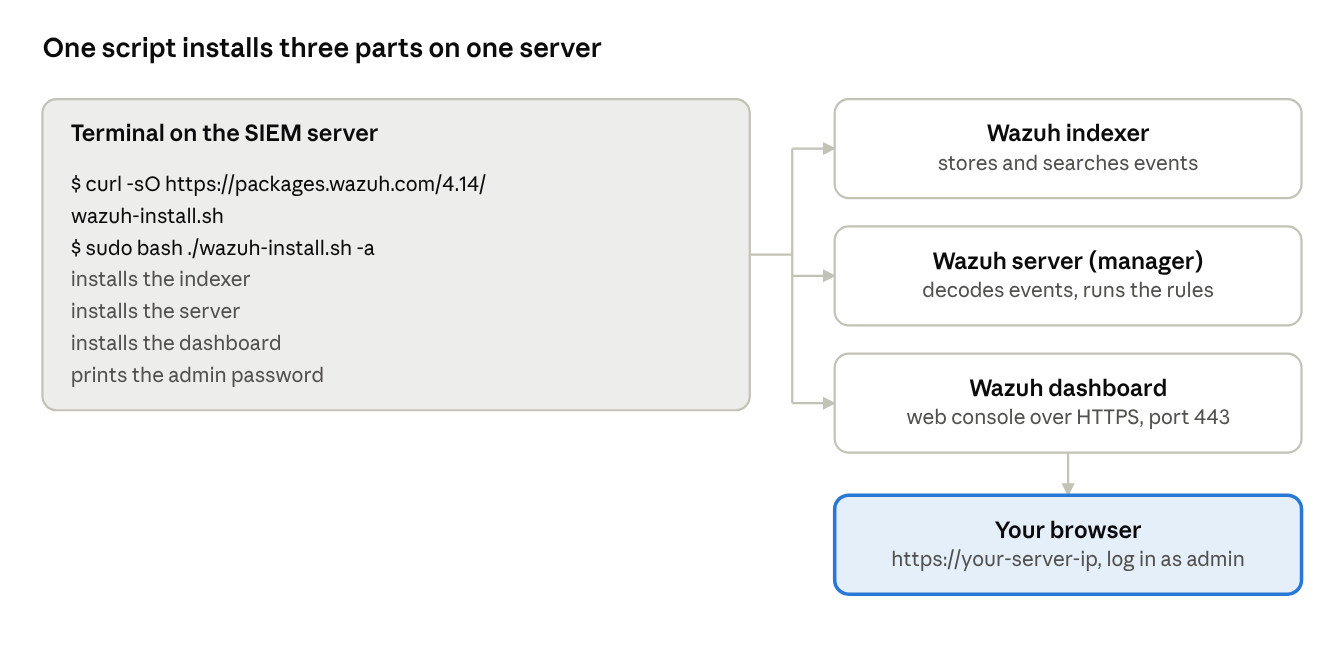 One script installs three parts on one server
Terminal on the SIEM server
$ curl -sO https://packages.wazuh.com/4.14/
wazuh-install.sh
$ sudo bash ./wazuh-install.sh -a
installs the indexer
installs the server
installs the dashboard
prints the admin password
Wazuh indexer
stores and searches events
Wazuh server (manager)
decodes events, runs the rules
Wazuh dashboard
web console over HTTPS, port 443
Your browser
https://your-server-ip, log in as admin